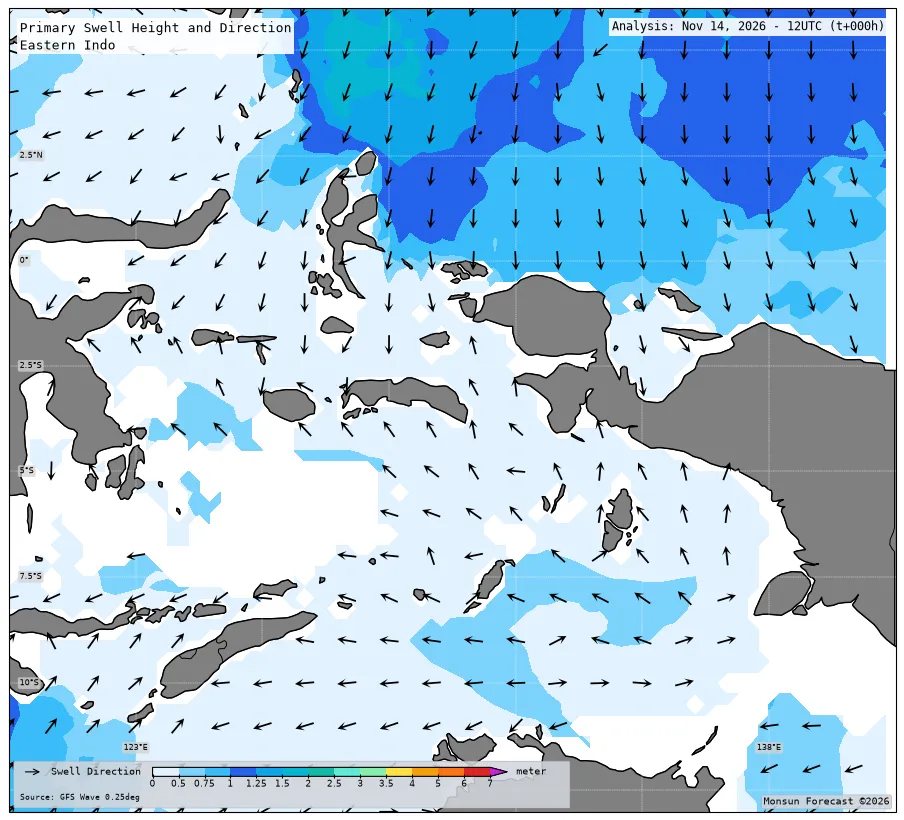 Primary Swell Height and Direction
Eastern Indo
Analysis: Nov 14, 2026 - 12UTC (t+000h)
2.5°N
0°
2.5°S
5°S
7.5°S
10°S
123°E
138°E
Swell Direction
0 0.5 0.75 1 1.25 1.5 2 2.5 3 3.5 4 5 6 7
meter
Source: GFS Wave 0.25deg
Monsun Forecast ©2026